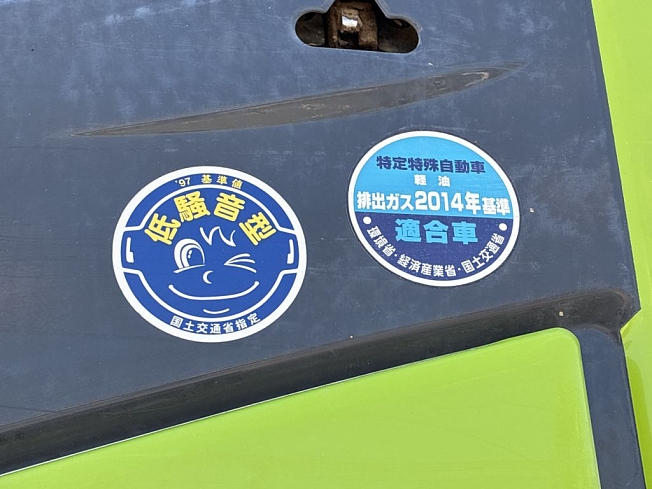 '97 基準値
低騒音型
国土交通省指定
特定特殊自動車
軽油
排出ガス2014年基準
適合車
・環境省・経済産業省・国土交通省・